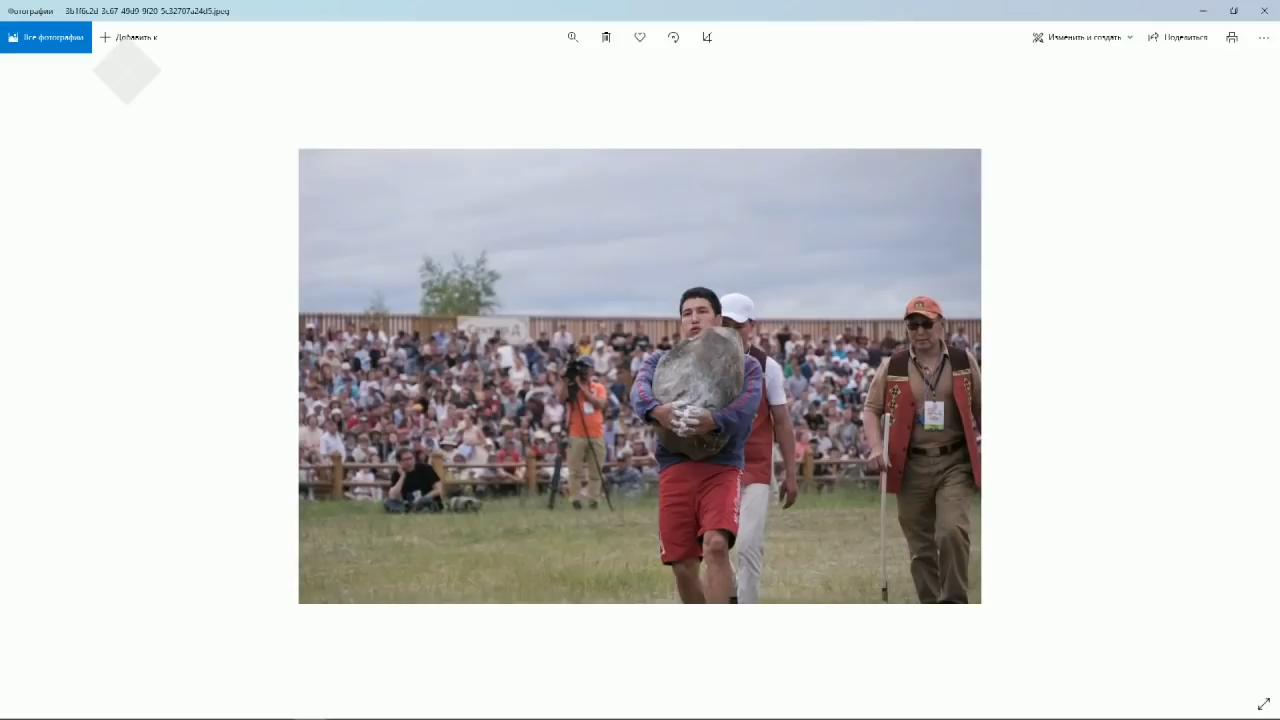 Фотографии
Все фотографии
Добавить к
Изменить и создать
Поделиться